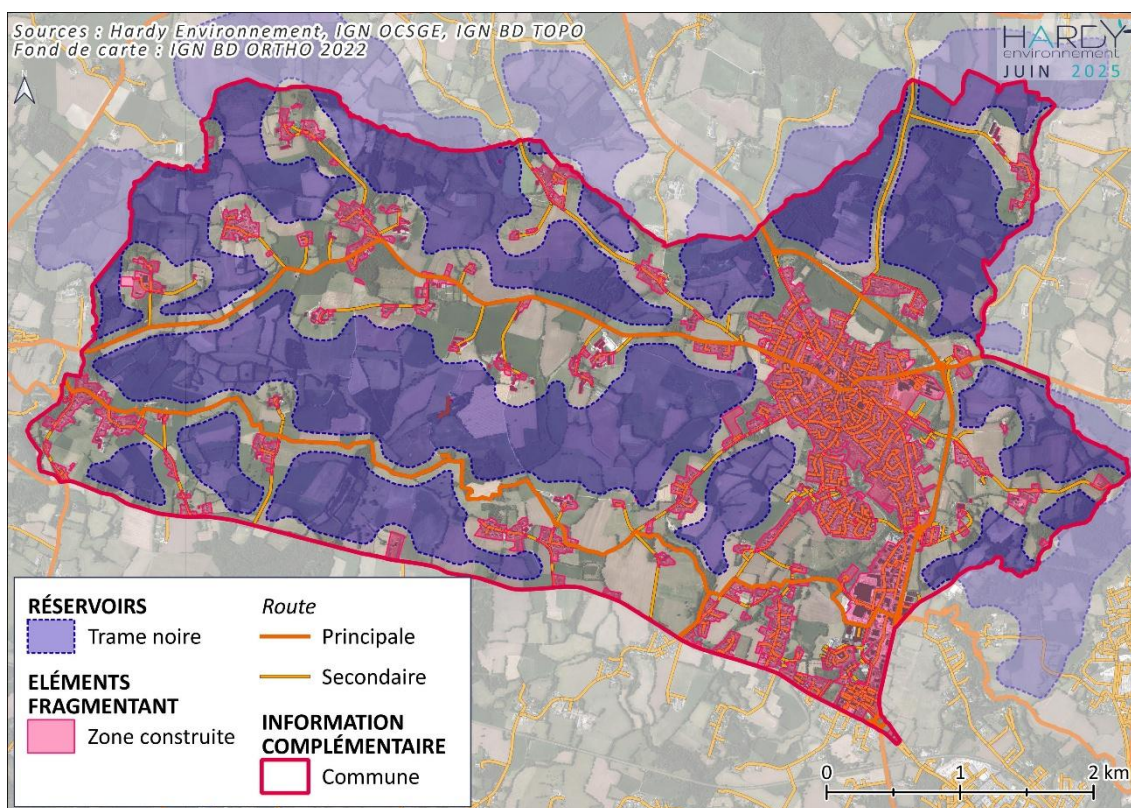 Sources : Hardy Environnement, IGN OCSGE, IGN BD TOPO
Fond de carte : IGN BD ORTHO 2022
HARDY
environnement
JUIN 2025
RÉSERVOIRS
Trame noire
ELÉMENTS
FRAGMENTANT
Zone construite
Route
Principale
Secondaire
INFORMATION
COMPLÉMENTAIRE
Commune
0 1 2 km